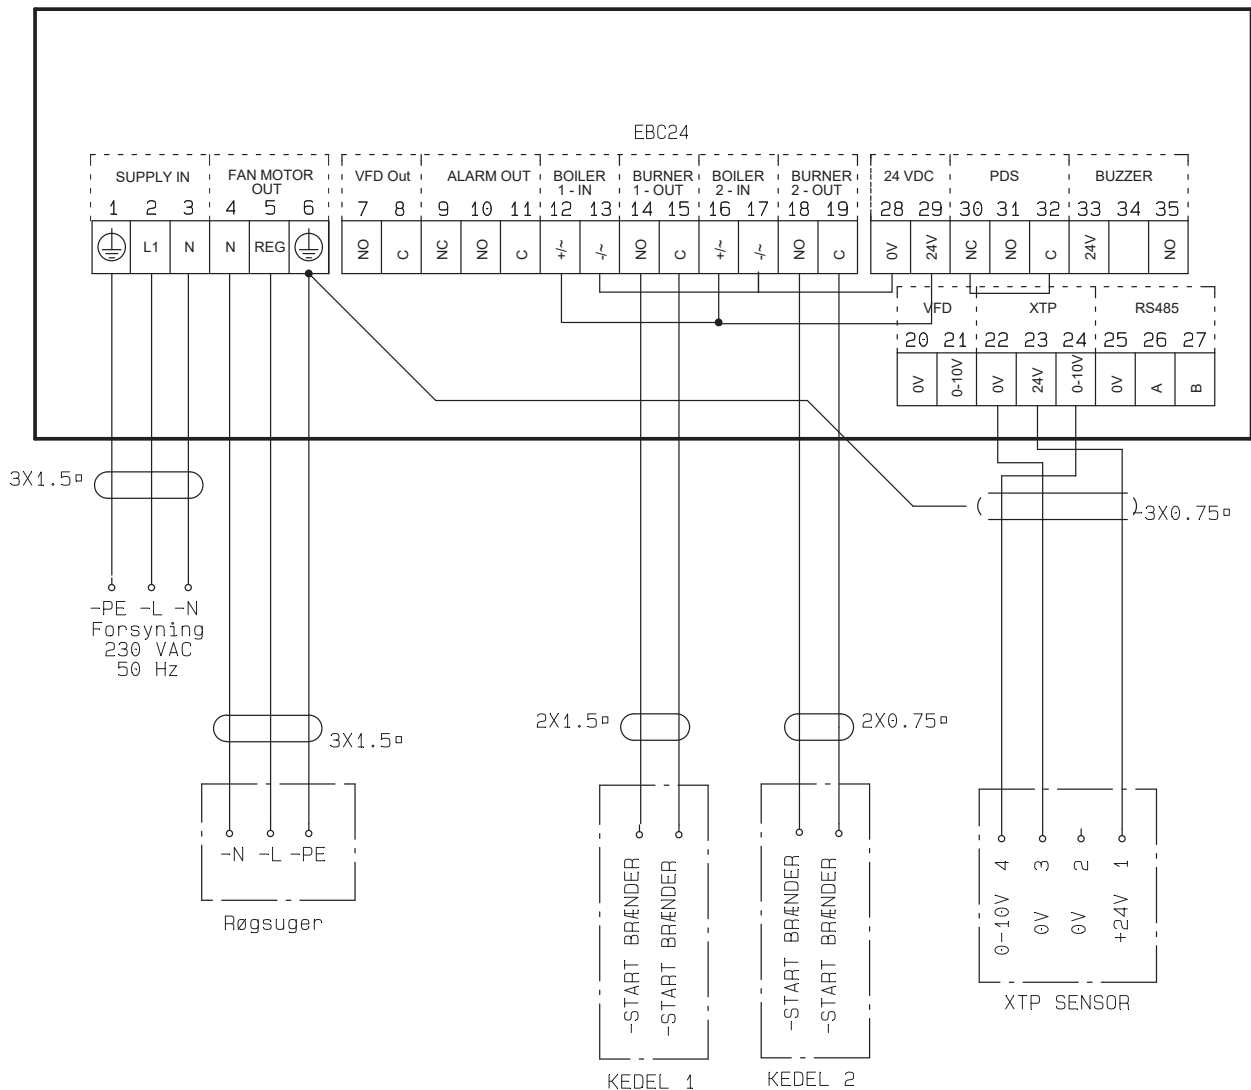 EBC24
SUPPLY IN FAN MOTOR OUT VFD Out ALARM OUT BOILER 1 - IN BURNER 1 - OUT BOILER 2 - IN BURNER 2 - OUT 24 VDC PDS BUZZER
1 2 3 4 5 6 7 8 9 10 11 12 13 14 15 16 17 18 19 28 29 30 31 32 33 34 35
L1 N N REG NO C NC NO C +/~ -/~ NO C +/~ -/~ NO C 0V 24V NC NO C 24V NO
VFD XTP RS485
20 21 22 23 24 25 26 27
0V 0-10V 0V 24V 0-10V 0V A B
3X1.5▫
-3X0.75▫
-PE -L -N
Forsyning
230 VAC
50 Hz
3X1.5▫
2X1.5▫
2X0.75▫
-N -L -PE
Røgsuger
-START BRÆNDER
-START BRÆNDER
KEDEL 1
-START BRÆNDER
-START BRÆNDER
KEDEL 2
4 3 2 1
0-10V 0V 0V +24V
XTP SENSOR